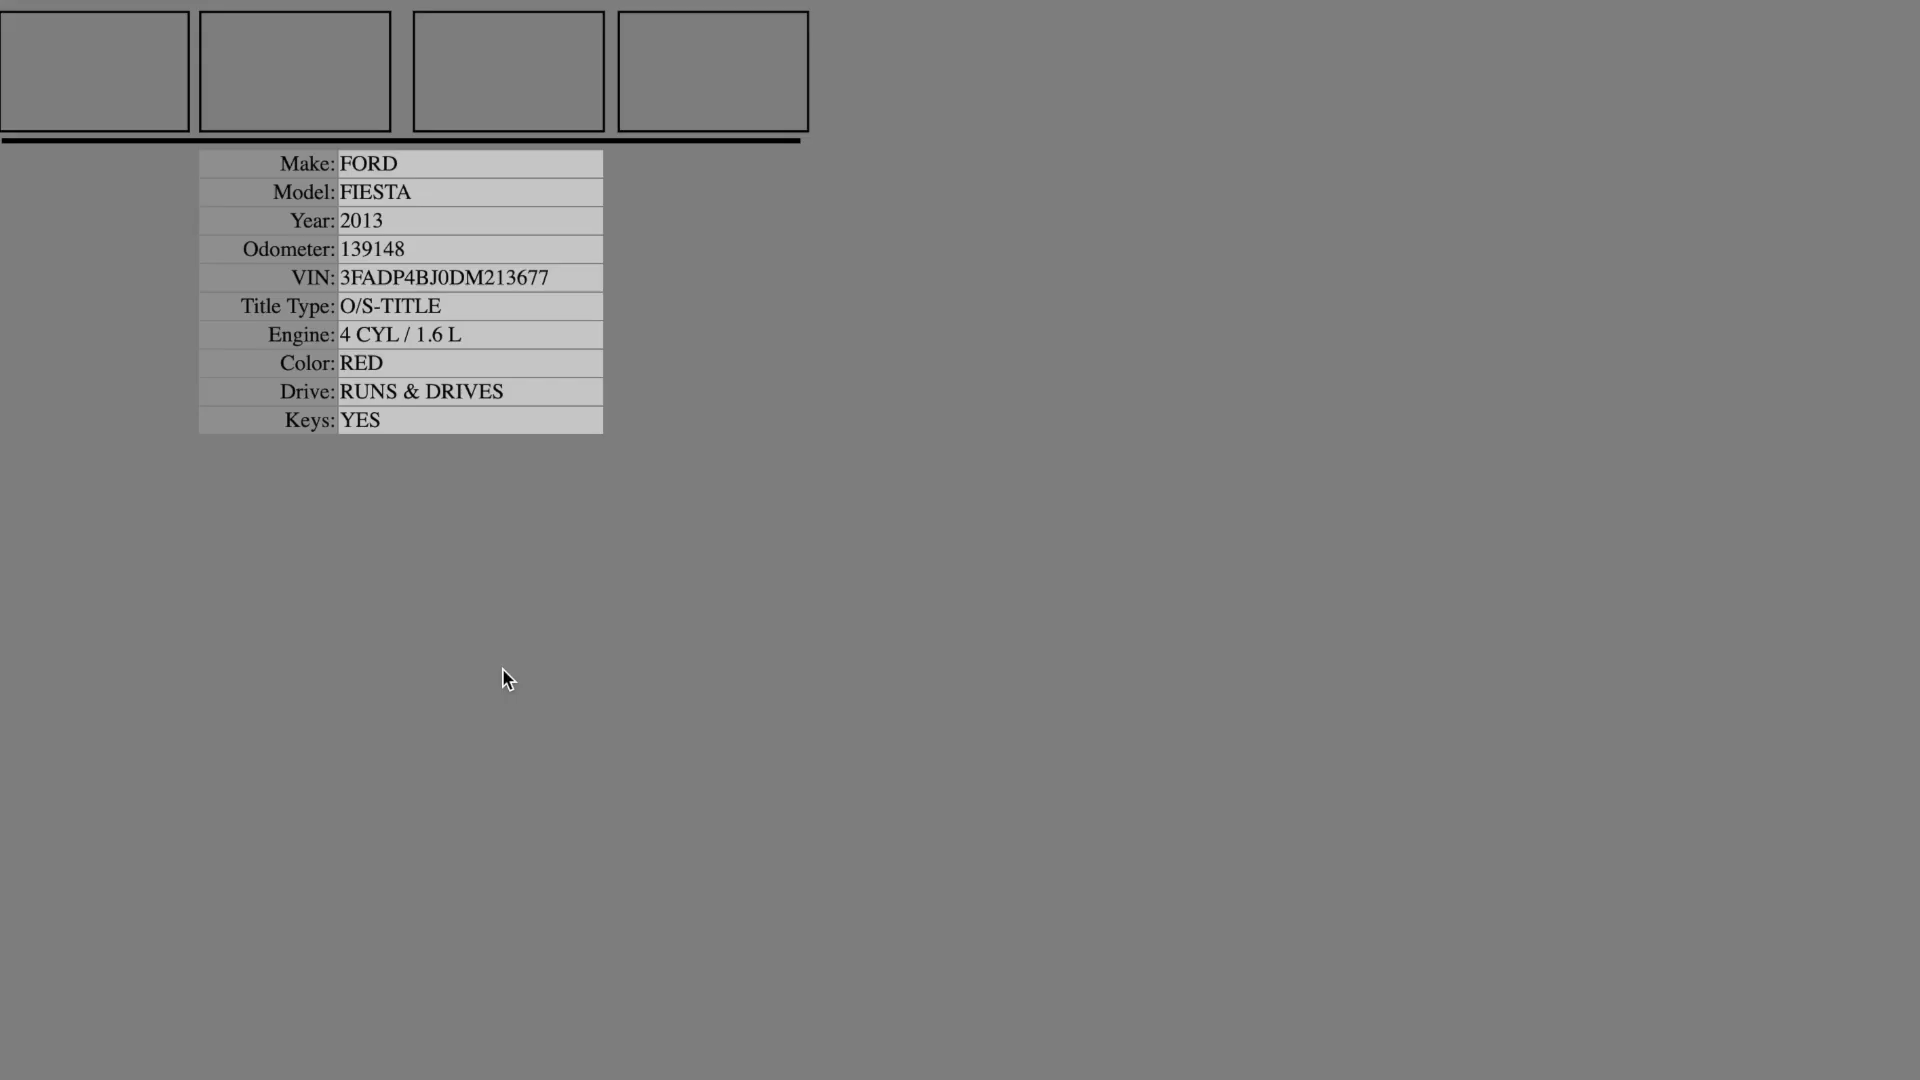 Make: FORD
Model: FIESTA
Year: 2013
Odometer: 139148
VIN: 3FADP4BJ0DM213677
Title Type: O/S-TITLE
Engine: 4 CYL / 1.6 L
Color: RED
Drive: RUNS & DRIVES
Keys: YES